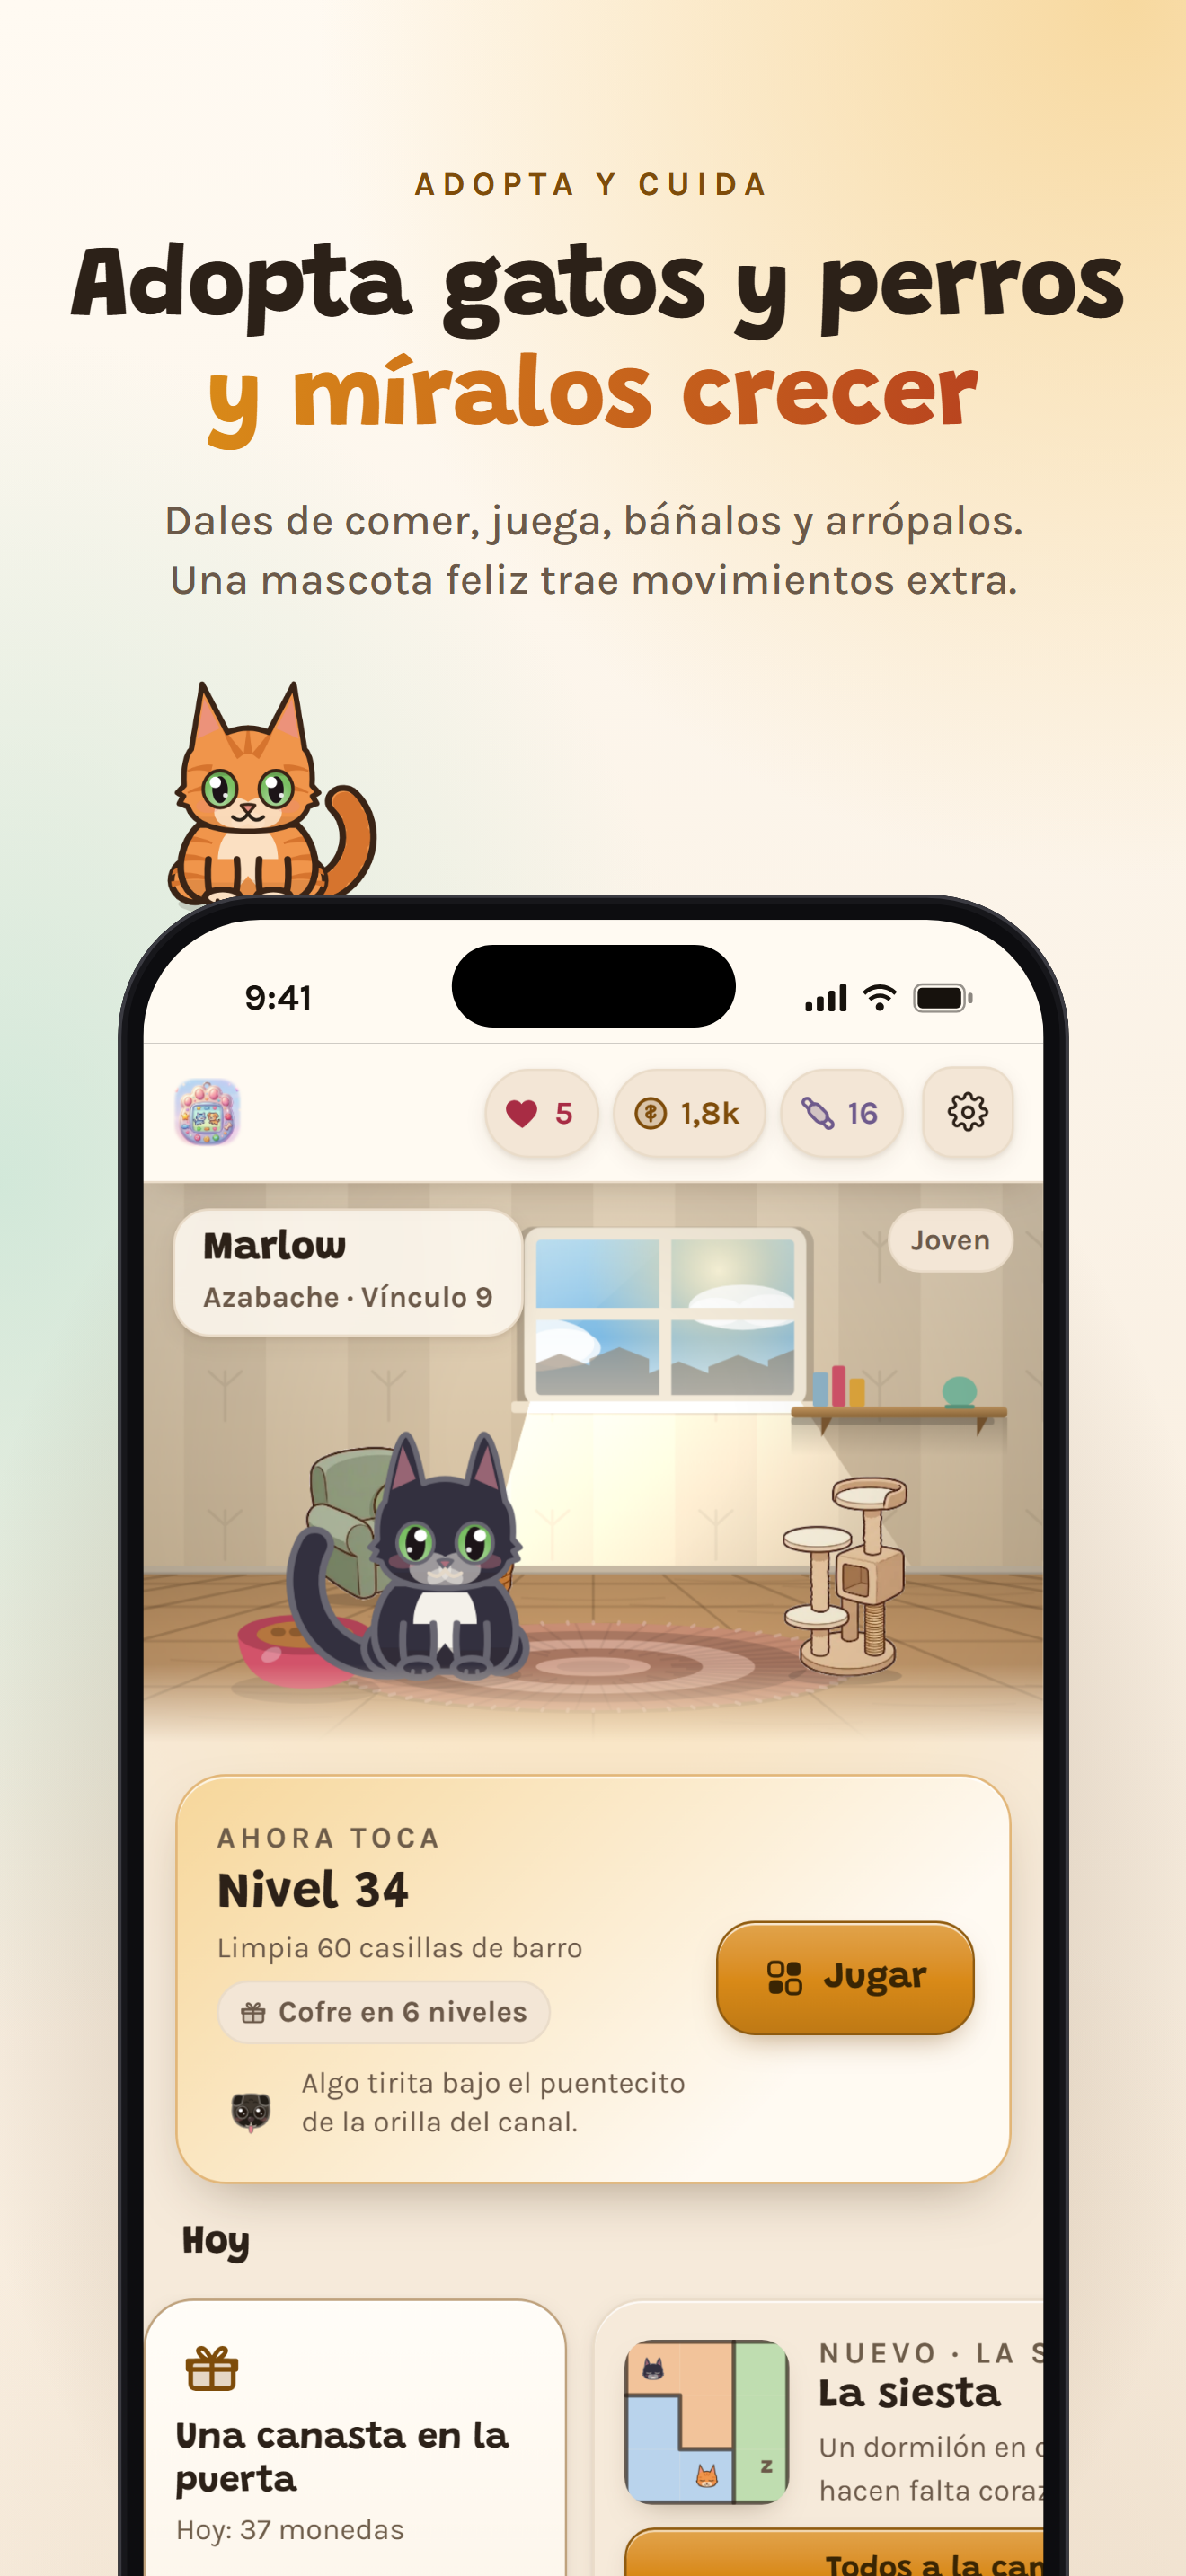 ADOPTA Y CUIDA
Adopta gatos y perros
y míralos crecer
Dales de comer, juega, báñalos y arrópalos.
Una mascota feliz trae movimientos extra.
9:41
5
1,8k
16
Marlow
Azabache · Vínculo 9
Joven
AHORA TOCA
Nivel 34
Limpia 60 casillas de barro
Cofre en 6 niveles
Jugar
Algo tirita bajo el puentecito
de la orilla del canal.
Hoy
Una canasta en la
puerta
Hoy: 37 monedas
NUEVO · LA
La siesta
z
Un dormilón en
hacen falta
Todos a la